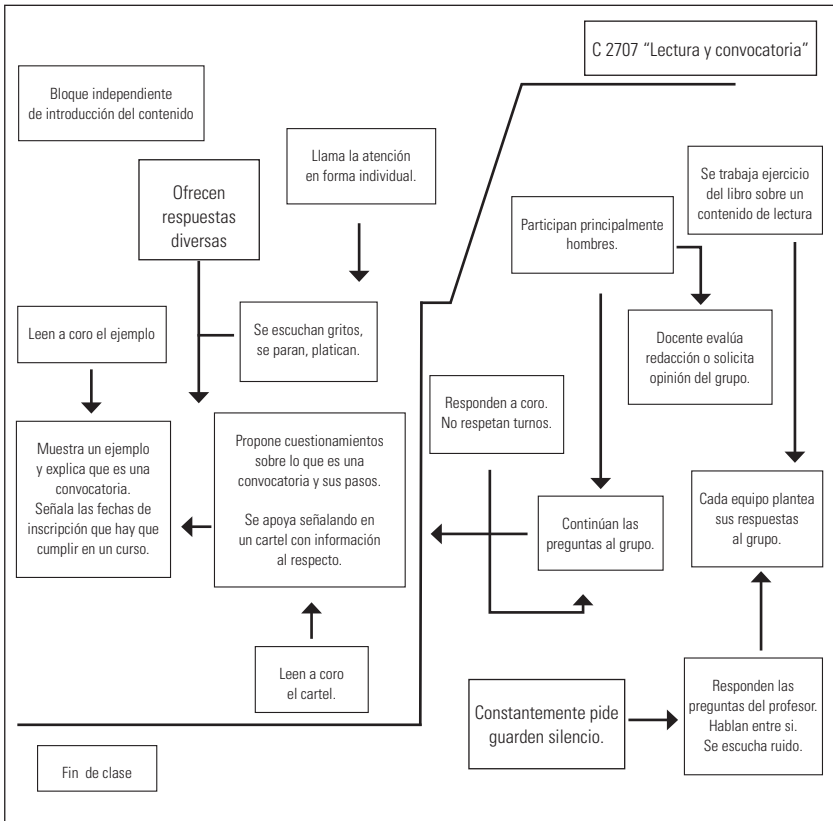 C 2707 “Lectura y convocatoria”
Bloque independiente
de introducción del contenido
Llama la atención
en forma individual.
Ofrecen
respuestas
diversas
Se trabaja ejercicio
del libro sobre un
contenido de lectura
Participan principalmente
hombres.
Leen a coro el ejemplo
Se escuchan gritos,
se paran, platican.
Docente evalúa
redacción o solicita
opinión del grupo.
Responden a coro.
No respetan turnos.
Muestra un ejemplo
y explica que es una
convocatoria.
Señala las fechas de
inscripción que hay que
cumplir en un curso.
Propone cuestionamientos
sobre lo que es una
convocatoria y sus pasos.
Se apoya señalando en
un cartel con información
al respecto.
Continúan las
preguntas al grupo.
Cada equipo plantea
sus respuestas
al grupo.
Leen a coro
el cartel.
Constantemente pide
guarden silencio.
Responden las
preguntas del profesor.
Hablan entre si.
Se escucha ruido.
Fin de clase